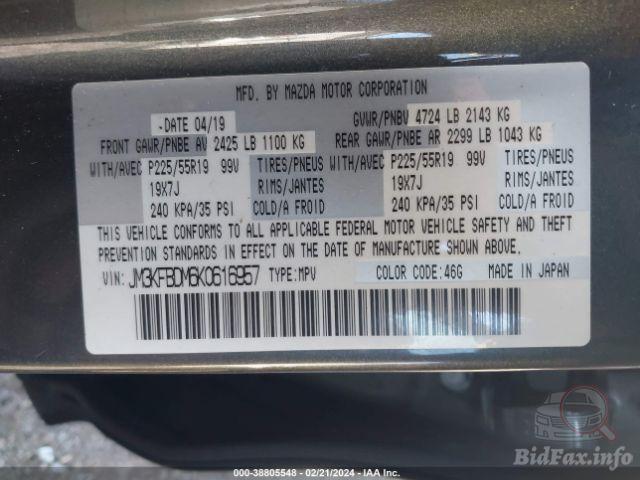 MFD. BY MAZDA MOTOR CORPORATION
DATE 04/19 GVWR/PNBV 4724 LB 2143 KG
FRONT GAWR/PNBE AV 2425 LB 1100 KG REAR GAWR/PNBE AR 2299 LB 1043 KG
WITH/AVEC P225/55R19 99V TIRES/PNEUS WITH/AVEC P225/55R19 99V TIRES/PNEUS
19X7J RIMS/JANTES 19X7J RIMS/JANTES
240 KPA/35 PSI COLD/A FROID 240 KPA/35 PSI COLD/A FROID
THIS VEHICLE CONFORMS TO ALL APPLICABLE FEDERAL MOTOR VEHICLE SAFETY AND THEFT
PREVENTION STANDARDS IN EFFECT ON THE DATE OF MANUFACTURE SHOWN ABOVE.
VIN: JM3KFBDM6K0616957 TYPE:MPV COLOR CODE:46G MADE IN JAPAN
BidFax.info
000-38805548 - 02/21/2024 - IAA Inc.